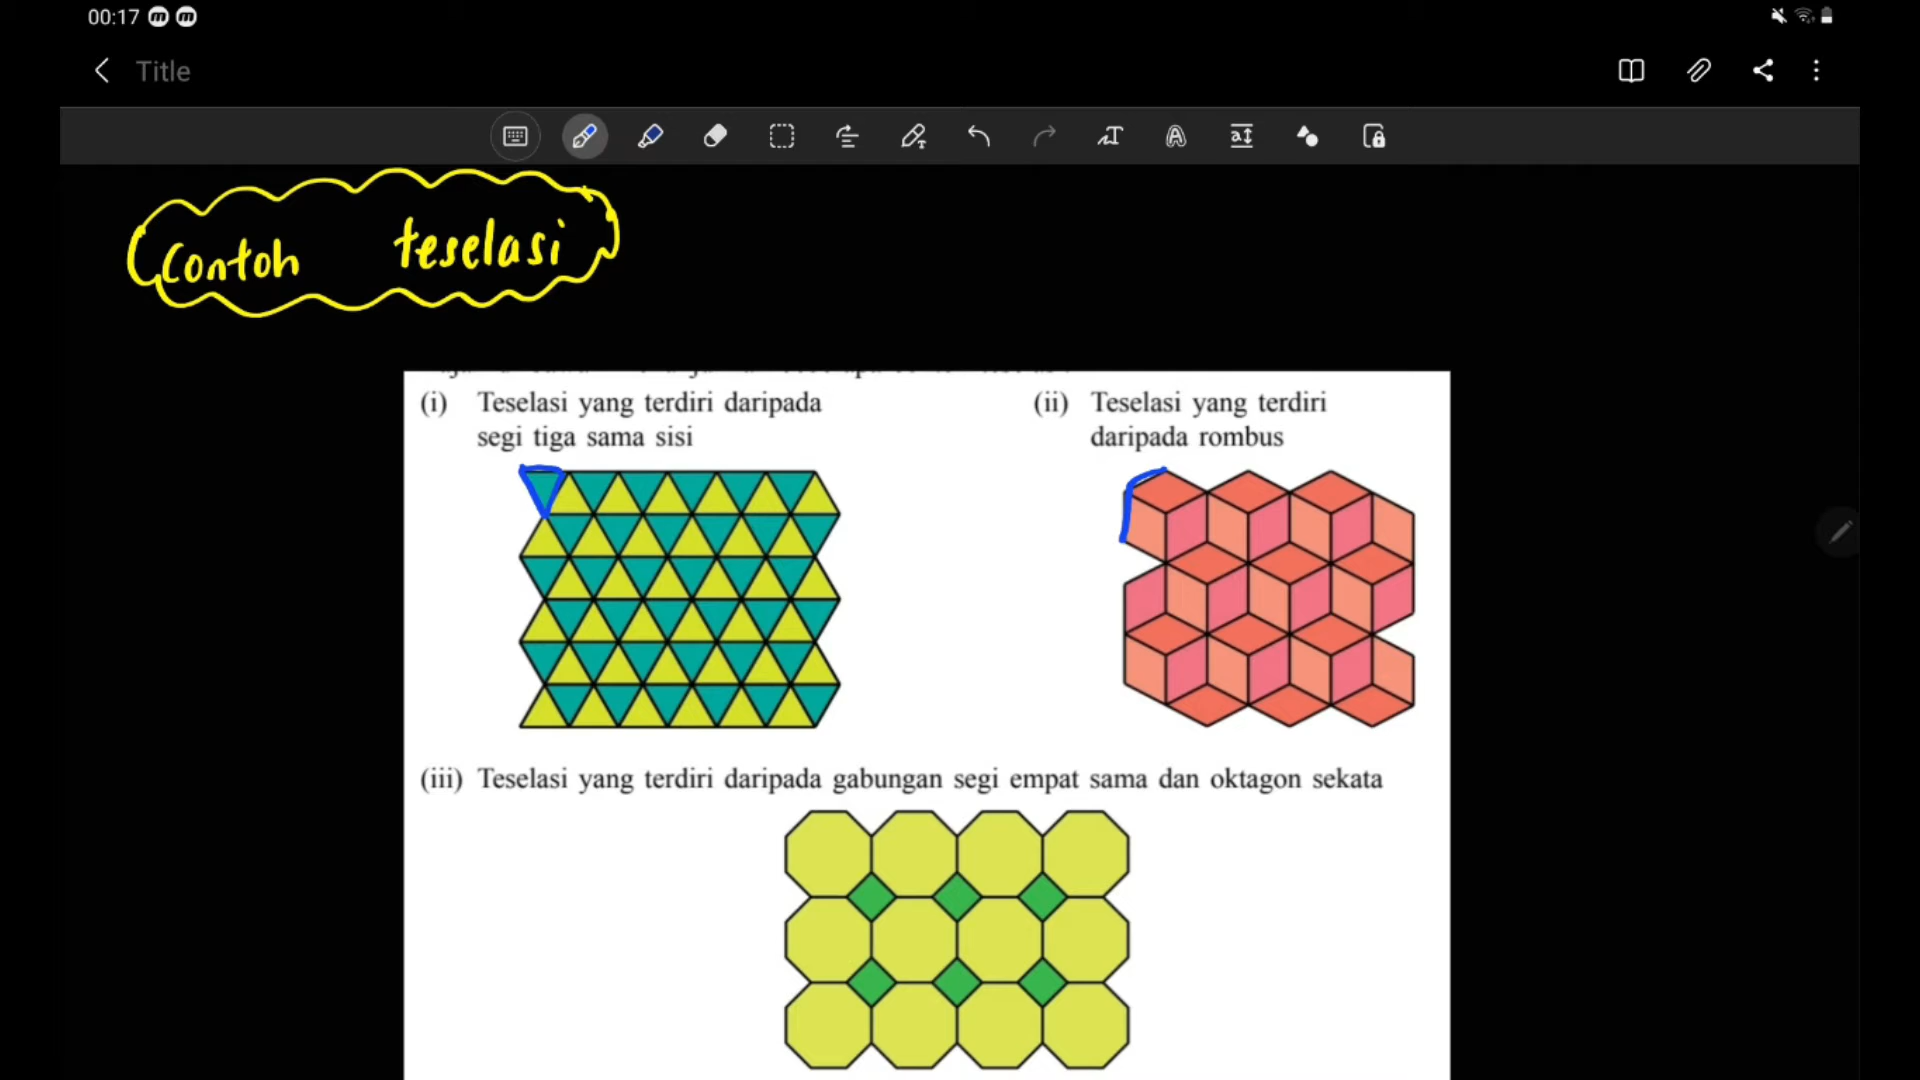 00:17
Title
Contoh teselasi
(i) Teselasi yang terdiri daripada
segi tiga sama sisi
(ii) Teselasi yang terdiri
daripada rombus
(iii) Teselasi yang terdiri daripada gabungan segi empat sama dan oktagon sekata